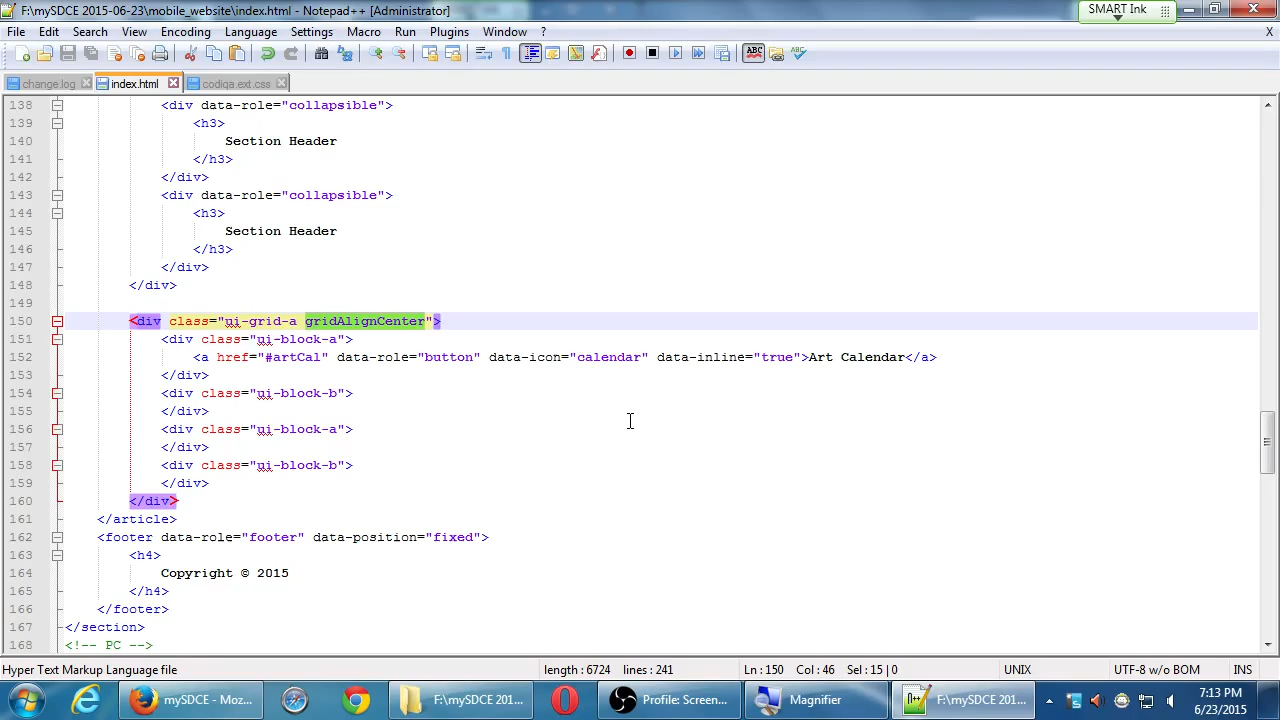 F:\mySDCE 2015-06-23\mobile_website\index.html - Notepad++ [Administrator]
SMART Ink
File Edit Search View Encoding Language Settings Macro Run Plugins Window ? X
change.log index.html codiqa.ext.css
138 <div data-role="collapsible">
139 <h3>
140 Section Header
141 </h3>
142 </div>
143 <div data-role="collapsible">
144 <h3>
145 Section Header
146 </h3>
147 </div>
148 </div>
149
150 <div class="ui-grid-a gridAlignCenter">
151 <div class="ui-block-a">
152 <a href="#artCal" data-role="button" data-icon="calendar" data-inline="true">Art Calendar</a>
153 </div>
154 <div class="ui-block-b">
155 </div>
156 <div class="ui-block-a">
157 </div>
158 <div class="ui-block-b">
159 </div>
160 </div>
161 </article>
162 <footer data-role="footer" data-position="fixed">
163 <h4>
164 Copyright © 2015
165 </h4>
166 </footer>
167 </section>
168 <!-- PC -->
Hyper Text Markup Language file length : 6724 lines : 241 Ln : 150 Col : 46 Sel : 15 | 0 UNIX UTF-8 w/o BOM INS
mySDCE - Moz... F:\mySDCE 201... Profile: Screen... Magnifier F:\mySDCE 201... 7:13 PM
6/23/2015